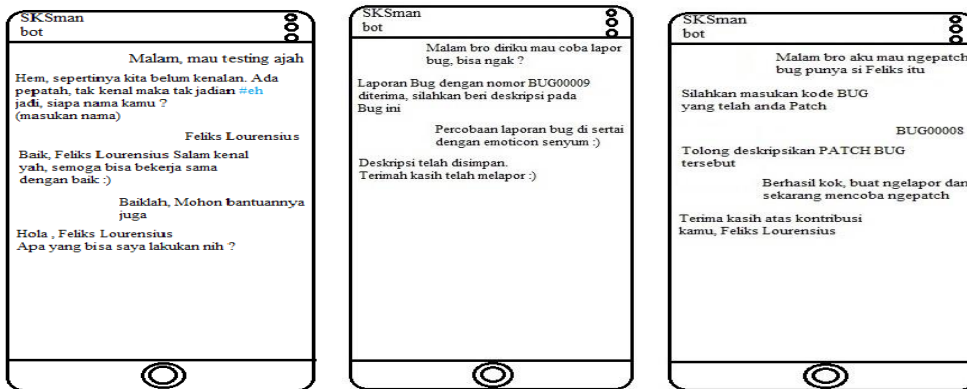 SKSman
bot
Malam, mau testing ajah
Hem, sepertinya kita belum kenalan. Ada
pepatah, tak kenal maka tak jadian #eh
jadi, siapa nama kamu ?
(masukan nama)
Feliks Lourensius
Baik, Feliks Lourensius Salam kenal
yah, semoga bisa bekerja sama
dengan baik :)
Baiklah, Mohon bantuannya
juga
Hola , Feliks Lourensius
Apa yang bisa saya lakukan nih ?
SKSman
bot
Malam bro diriku mau coba lapor
bug, bisa ngak ?
Laporan Bug dengan nomor BUG00009
diterima, silahkan beri deskripsi pada
Bug ini
Percobaan laporan bug di sertai
dengan emoticon senyum :)
Deskripsi telah disimpan.
Terimah kasih telah melapor :)
SKSman
bot
Malam bro aku mau ngepatch
bug punya si Feliks itu
Silahkan masukan kode BUG
yang telah anda Patch
BUG00008
Tolong deskripsikan PATCH BUG
tersebut
Berhasil kok, buat ngelapor dan
sekarang mencoba ngepatch
Terima kasih atas kontribusi
kamu, Feliks Lourensius